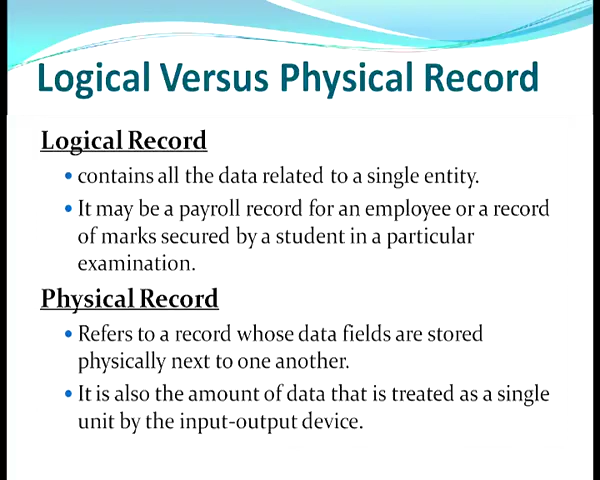 Logical Versus Physical Record
Logical Record
• contains all the data related to a single entity.
• It may be a payroll record for an employee or a record
of marks secured by a student in a particular
examination.
Physical Record
• Refers to a record whose data fields are stored
physically next to one another.
• It is also the amount of data that is treated as a single
unit by the input-output device.